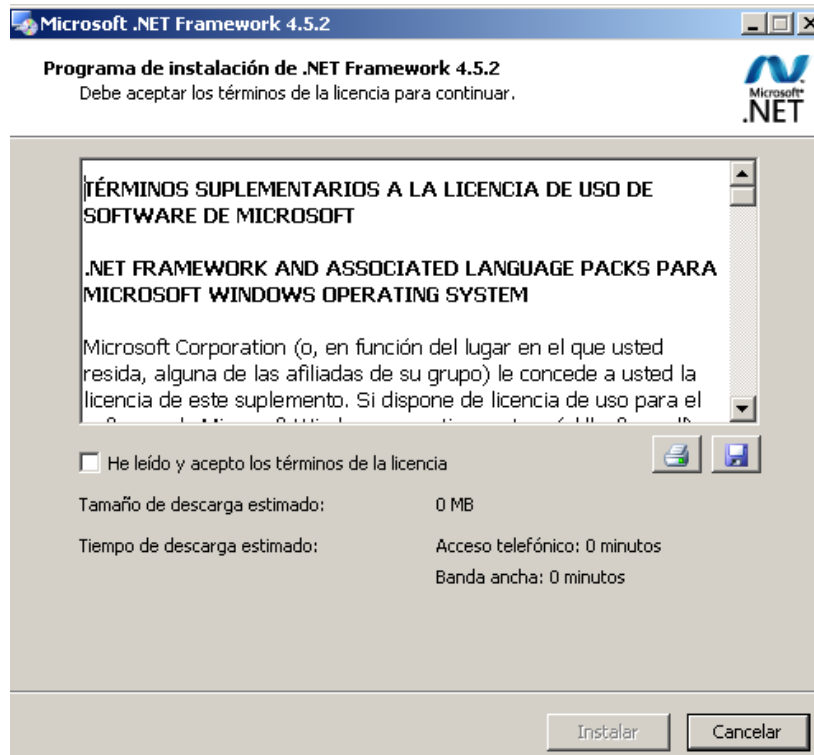 Microsoft .NET Framework 4.5.2
Programa de instalación de .NET Framework 4.5.2
Debe aceptar los términos de la licencia para continuar.
Microsoft
.NET
TÉRMINOS SUPLEMENTARIOS A LA LICENCIA DE USO DE
SOFTWARE DE MICROSOFT
.NET FRAMEWORK AND ASSOCIATED LANGUAGE PACKS PARA
MICROSOFT WINDOWS OPERATING SYSTEM
Microsoft Corporation (o, en función del lugar en el que usted
resida, alguna de las afiliadas de su grupo) le concede a usted la
licencia de este suplemento. Si dispone de licencia de uso para el
He leído y acepto los términos de la licencia
Tamaño de descarga estimado: 0 MB
Tiempo de descarga estimado: Acceso telefónico: 0 minutos
Banda ancha: 0 minutos
Instalar Cancelar